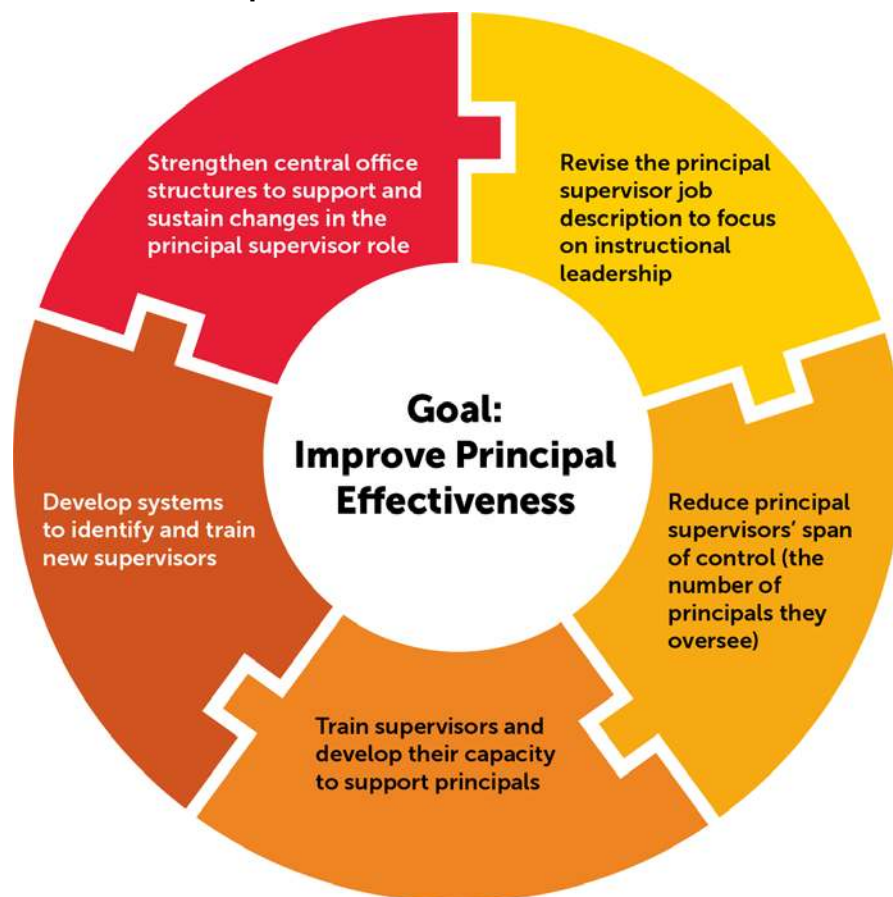 Goal:
Improve Principal
Effectiveness
Revise the principal
supervisor job
description to focus
on instructional
leadership
Reduce principal
supervisors’ span
of control (the
number of
principals they
oversee)
Train supervisors and
develop their capacity
to support principals
Develop systems
to identify and train
new supervisors
Strengthen central office
structures to support and
sustain changes in the
principal supervisor role